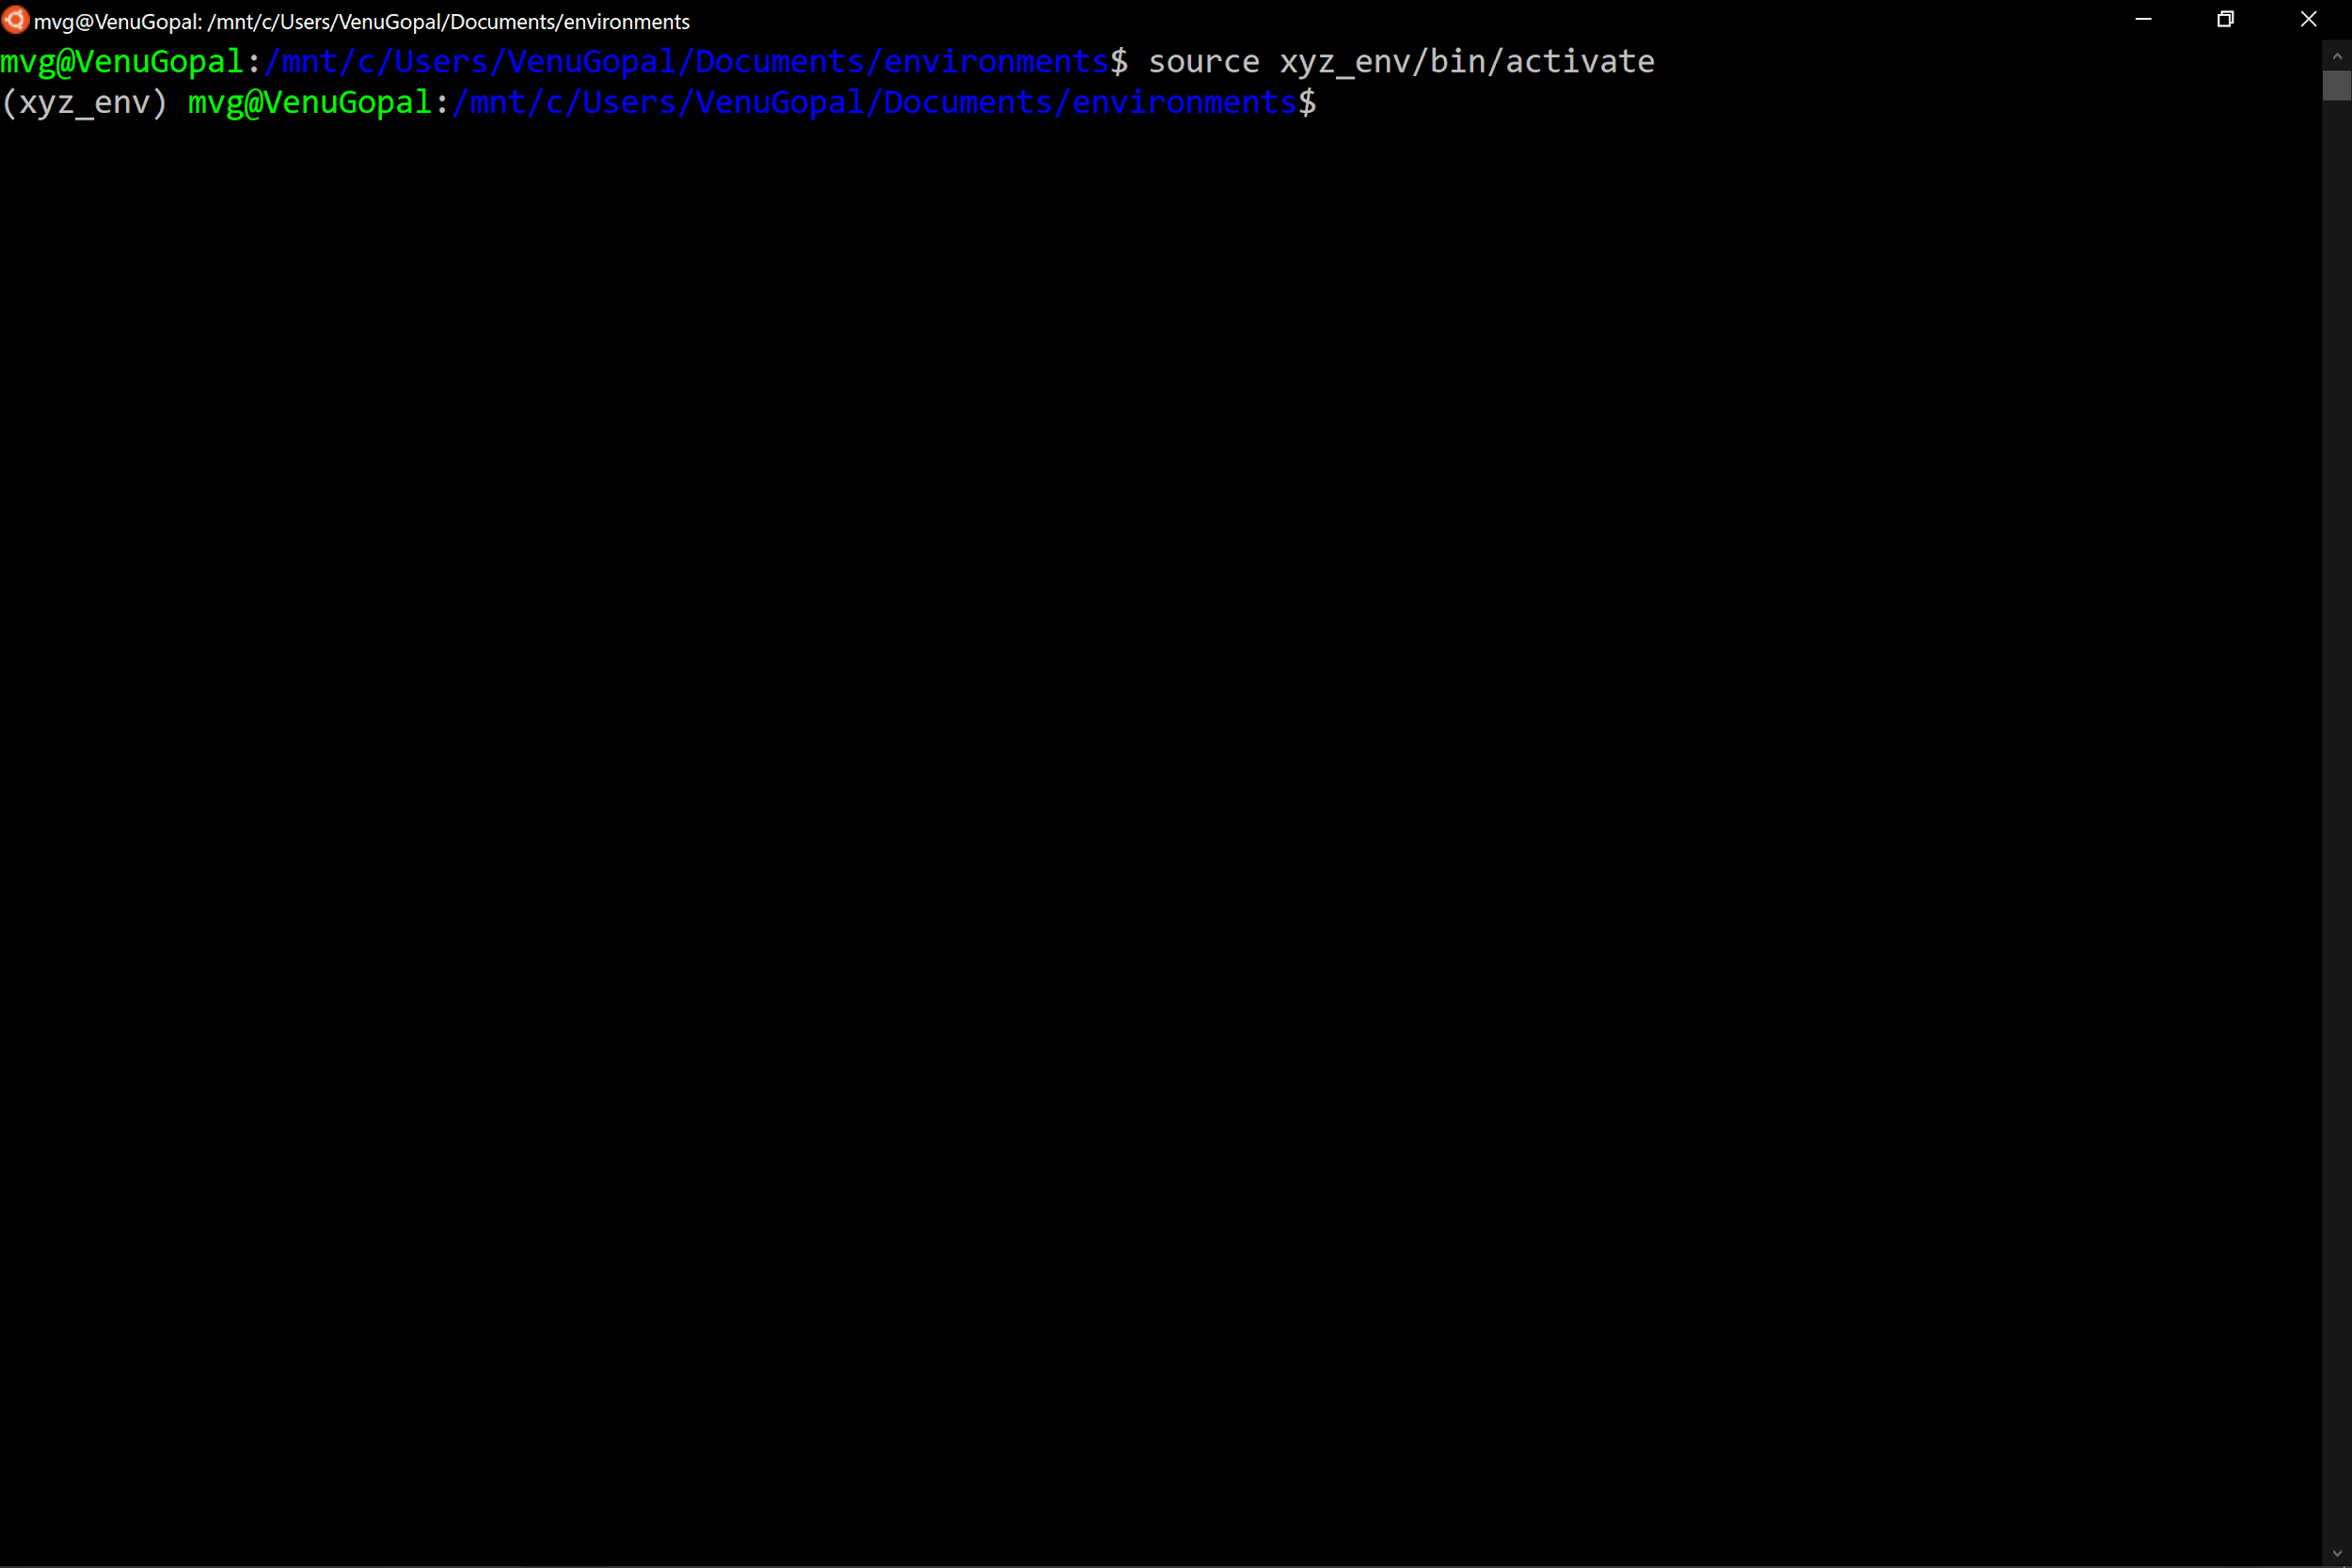 mvg@VenuGopal: /mnt/c/Users/VenuGopal/Documents/environments
mvg@VenuGopal:/mnt/c/Users/VenuGopal/Documents/environments$ source xyz_env/bin/activate
(xyz_env) mvg@VenuGopal:/mnt/c/Users/VenuGopal/Documents/environments$